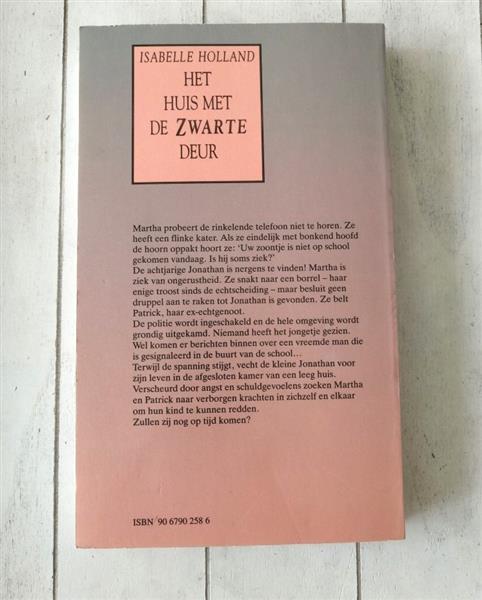 ISABELLE HOLLAND
HET
HUIS MET
DE ZWARTE
DEUR
Martha probeert de rinkelende telefoon niet te horen. Ze
heeft een flinke kater. Als ze eindelijk met bonkend hoofd
de hoorn oppakt hoort ze: ‘Uw zoontje is niet op school
gekomen vandaag. Is hij soms ziek?’
De achtjarige Jonathan is nergens te vinden! Martha is
ziek van ongerustheid. Ze snakt naar een borrel – haar
enige troost sinds de echtscheiding – maar besluit geen
druppel aan te raken tot Jonathan is gevonden. Ze belt
Patrick, haar ex-echtgenoot.
De politie wordt ingeschakeld en de hele omgeving wordt
grondig uitgekamd. Niemand heeft het jongetje gezien.
Wel komen er berichten binnen over een vreemde man die
is gesignaleerd in de buurt van de school...
Terwijl de spanning stijgt, vecht de kleine Jonathan voor
zijn leven in de afgesloten kamer van een leeg huis.
Verscheurd door angst en schuldgevoelens zoeken Martha
en Patrick naar verborgen krachten in zichzelf en elkaar
om hun kind te kunnen redden.
Zullen zij nog op tijd komen?
ISBN 90 6790 258 6